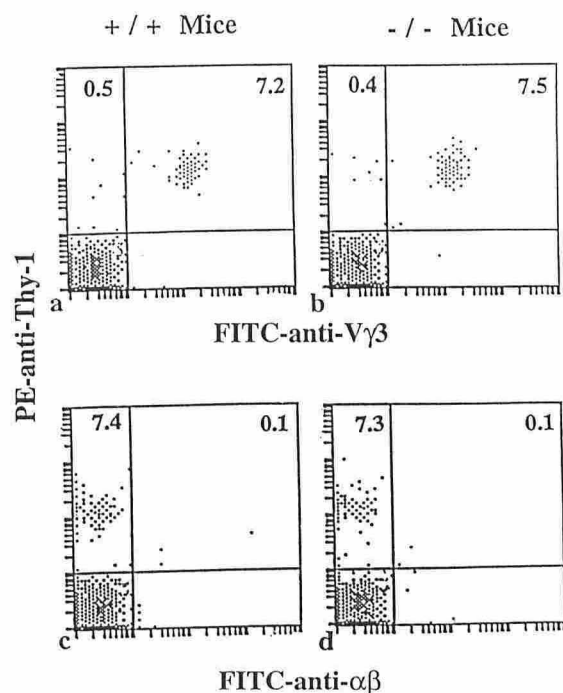 + / + Mice
- / - Mice
0.5
7.2
0.4
7.5
PE-anti-Thy-1
a
b
FITC-anti-Vγ3
7.4
0.1
7.3
0.1
c
d
FITC-anti-αβ